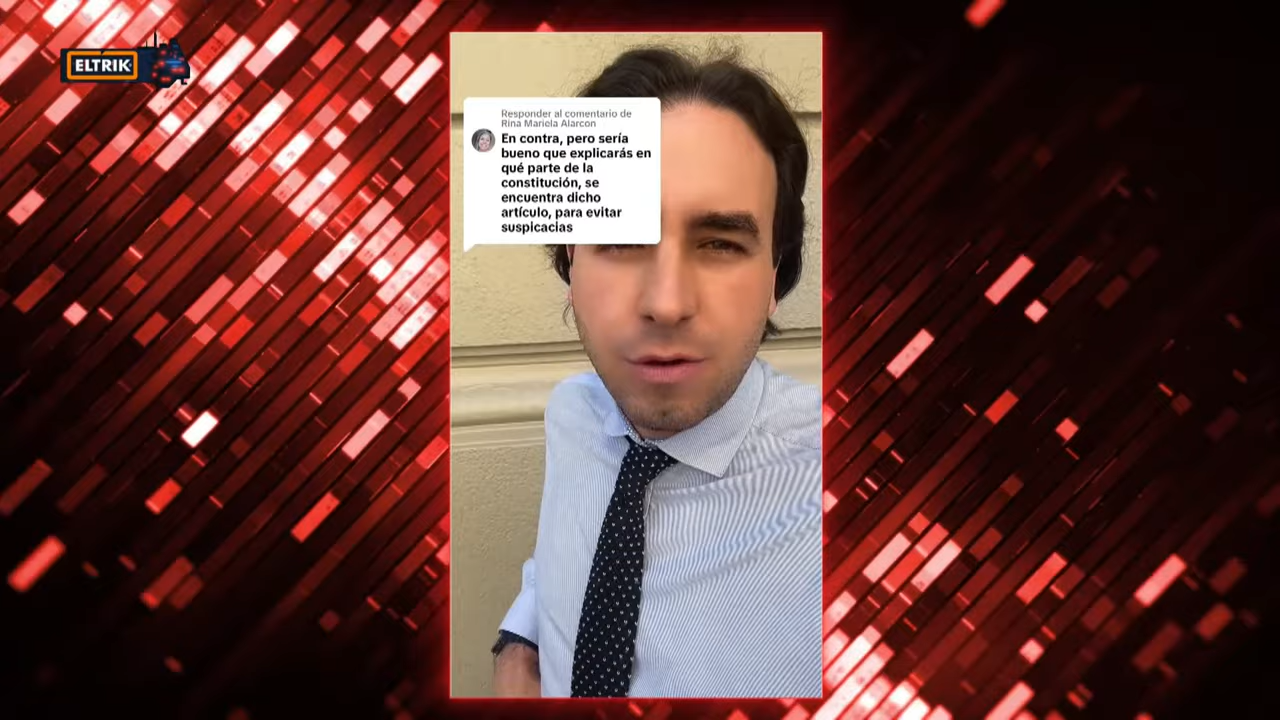 ELTRIK
Responder al comentario de
Rina Mariela Alarcon
En contra, pero sería
bueno que explicarás en
qué parte de la
constitución, se
encuentra dicho
artículo, para evitar
suspicacias